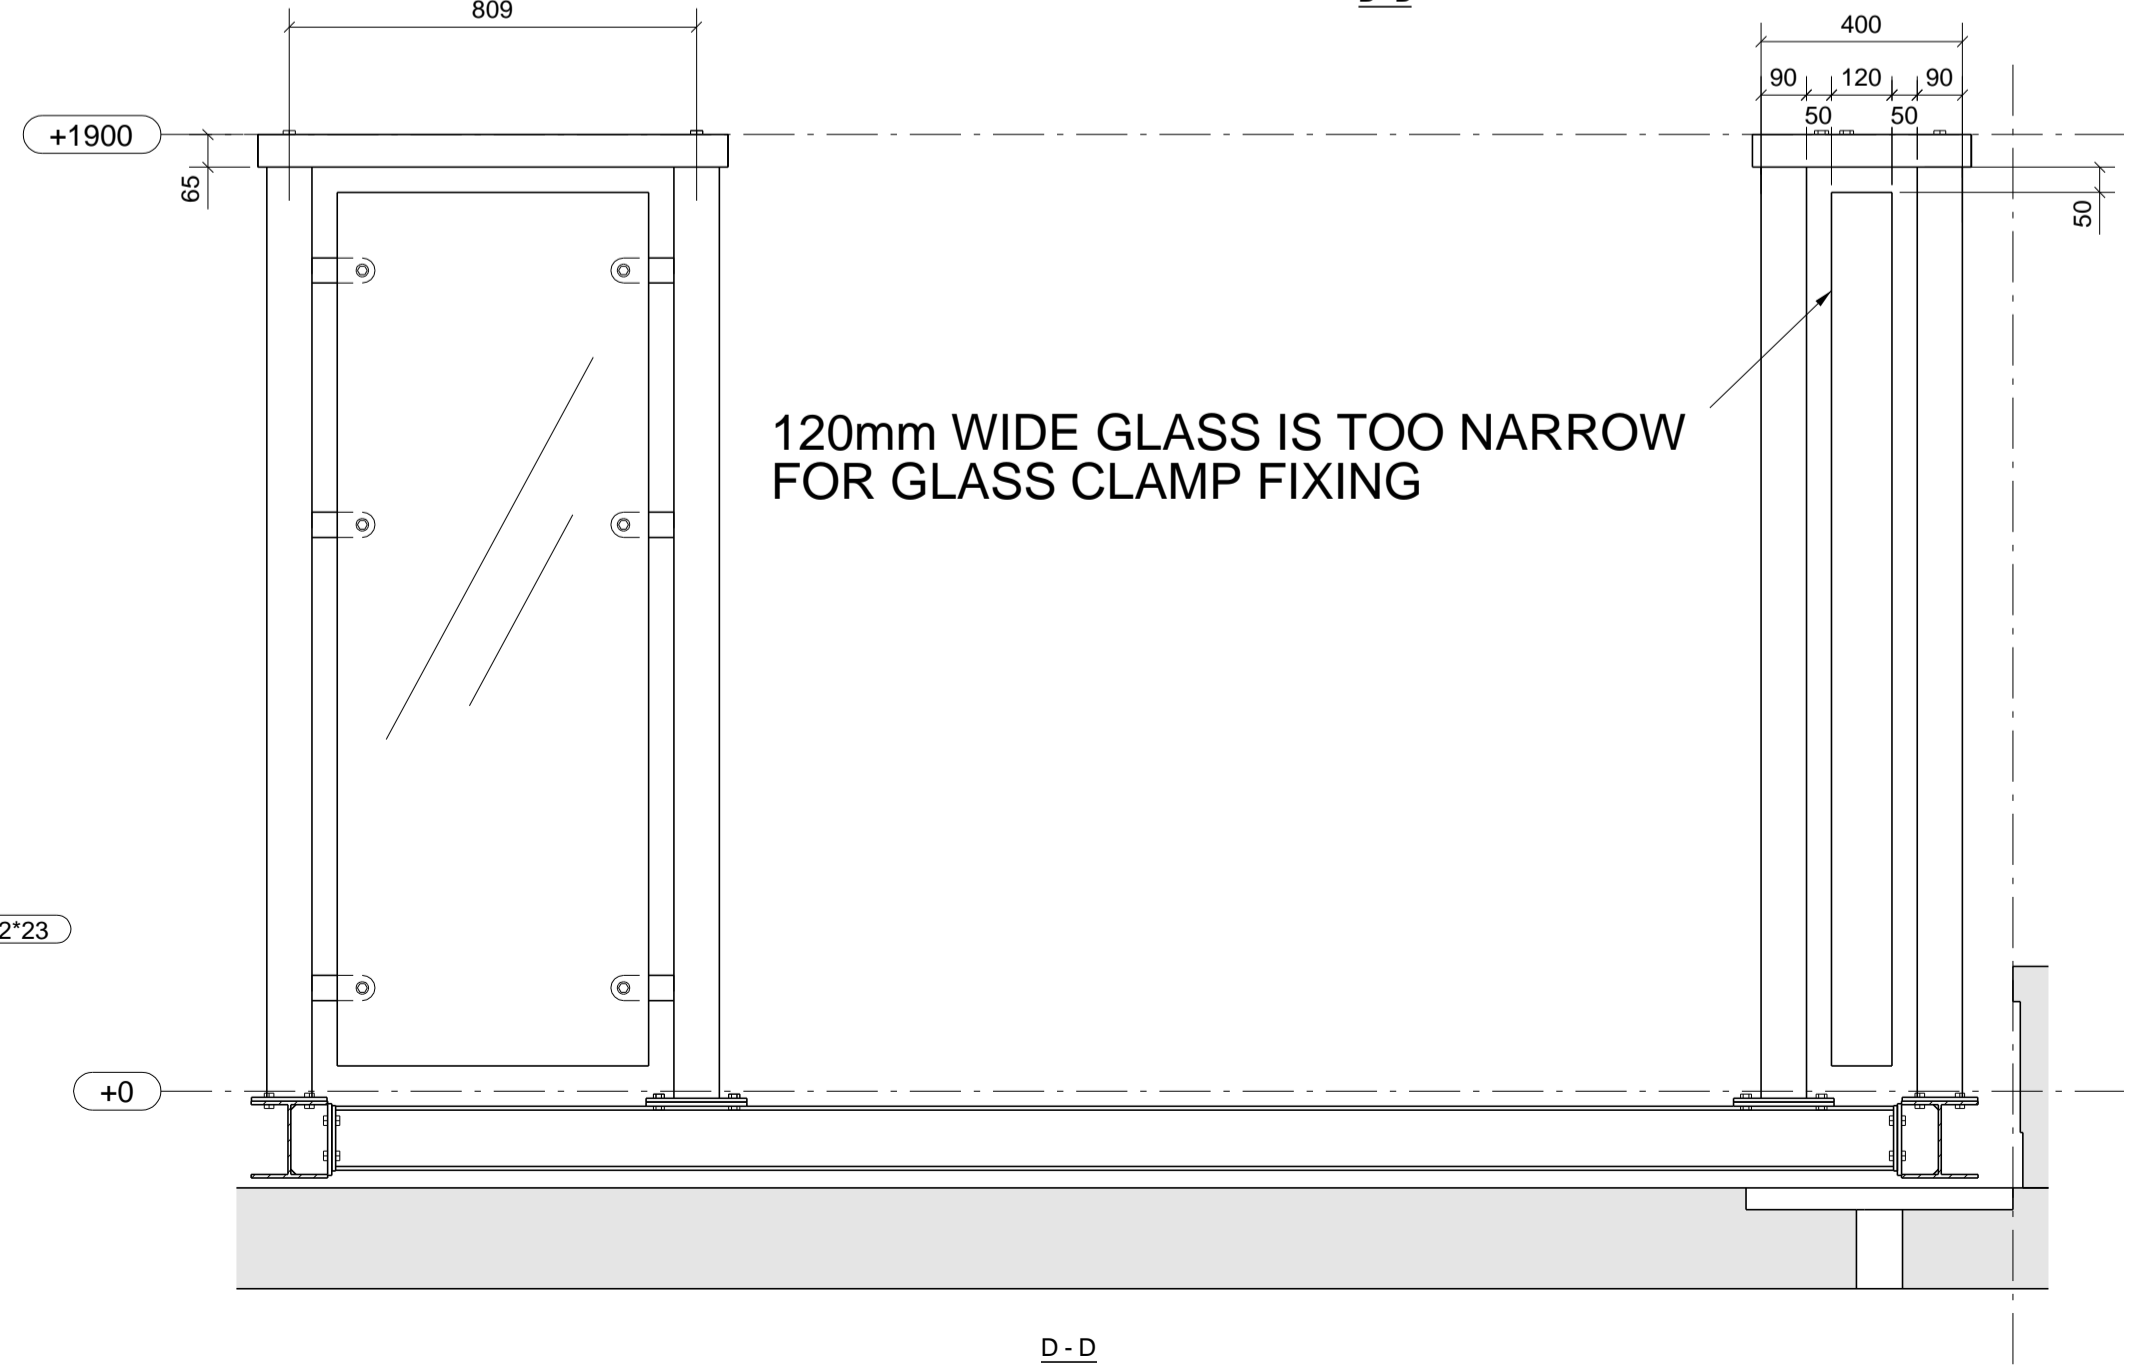 809
400
90 120 90
50 50
+1900
65
50
120mm WIDE GLASS IS TOO NARROW
FOR GLASS CLAMP FIXING
2*23
+0
D - D